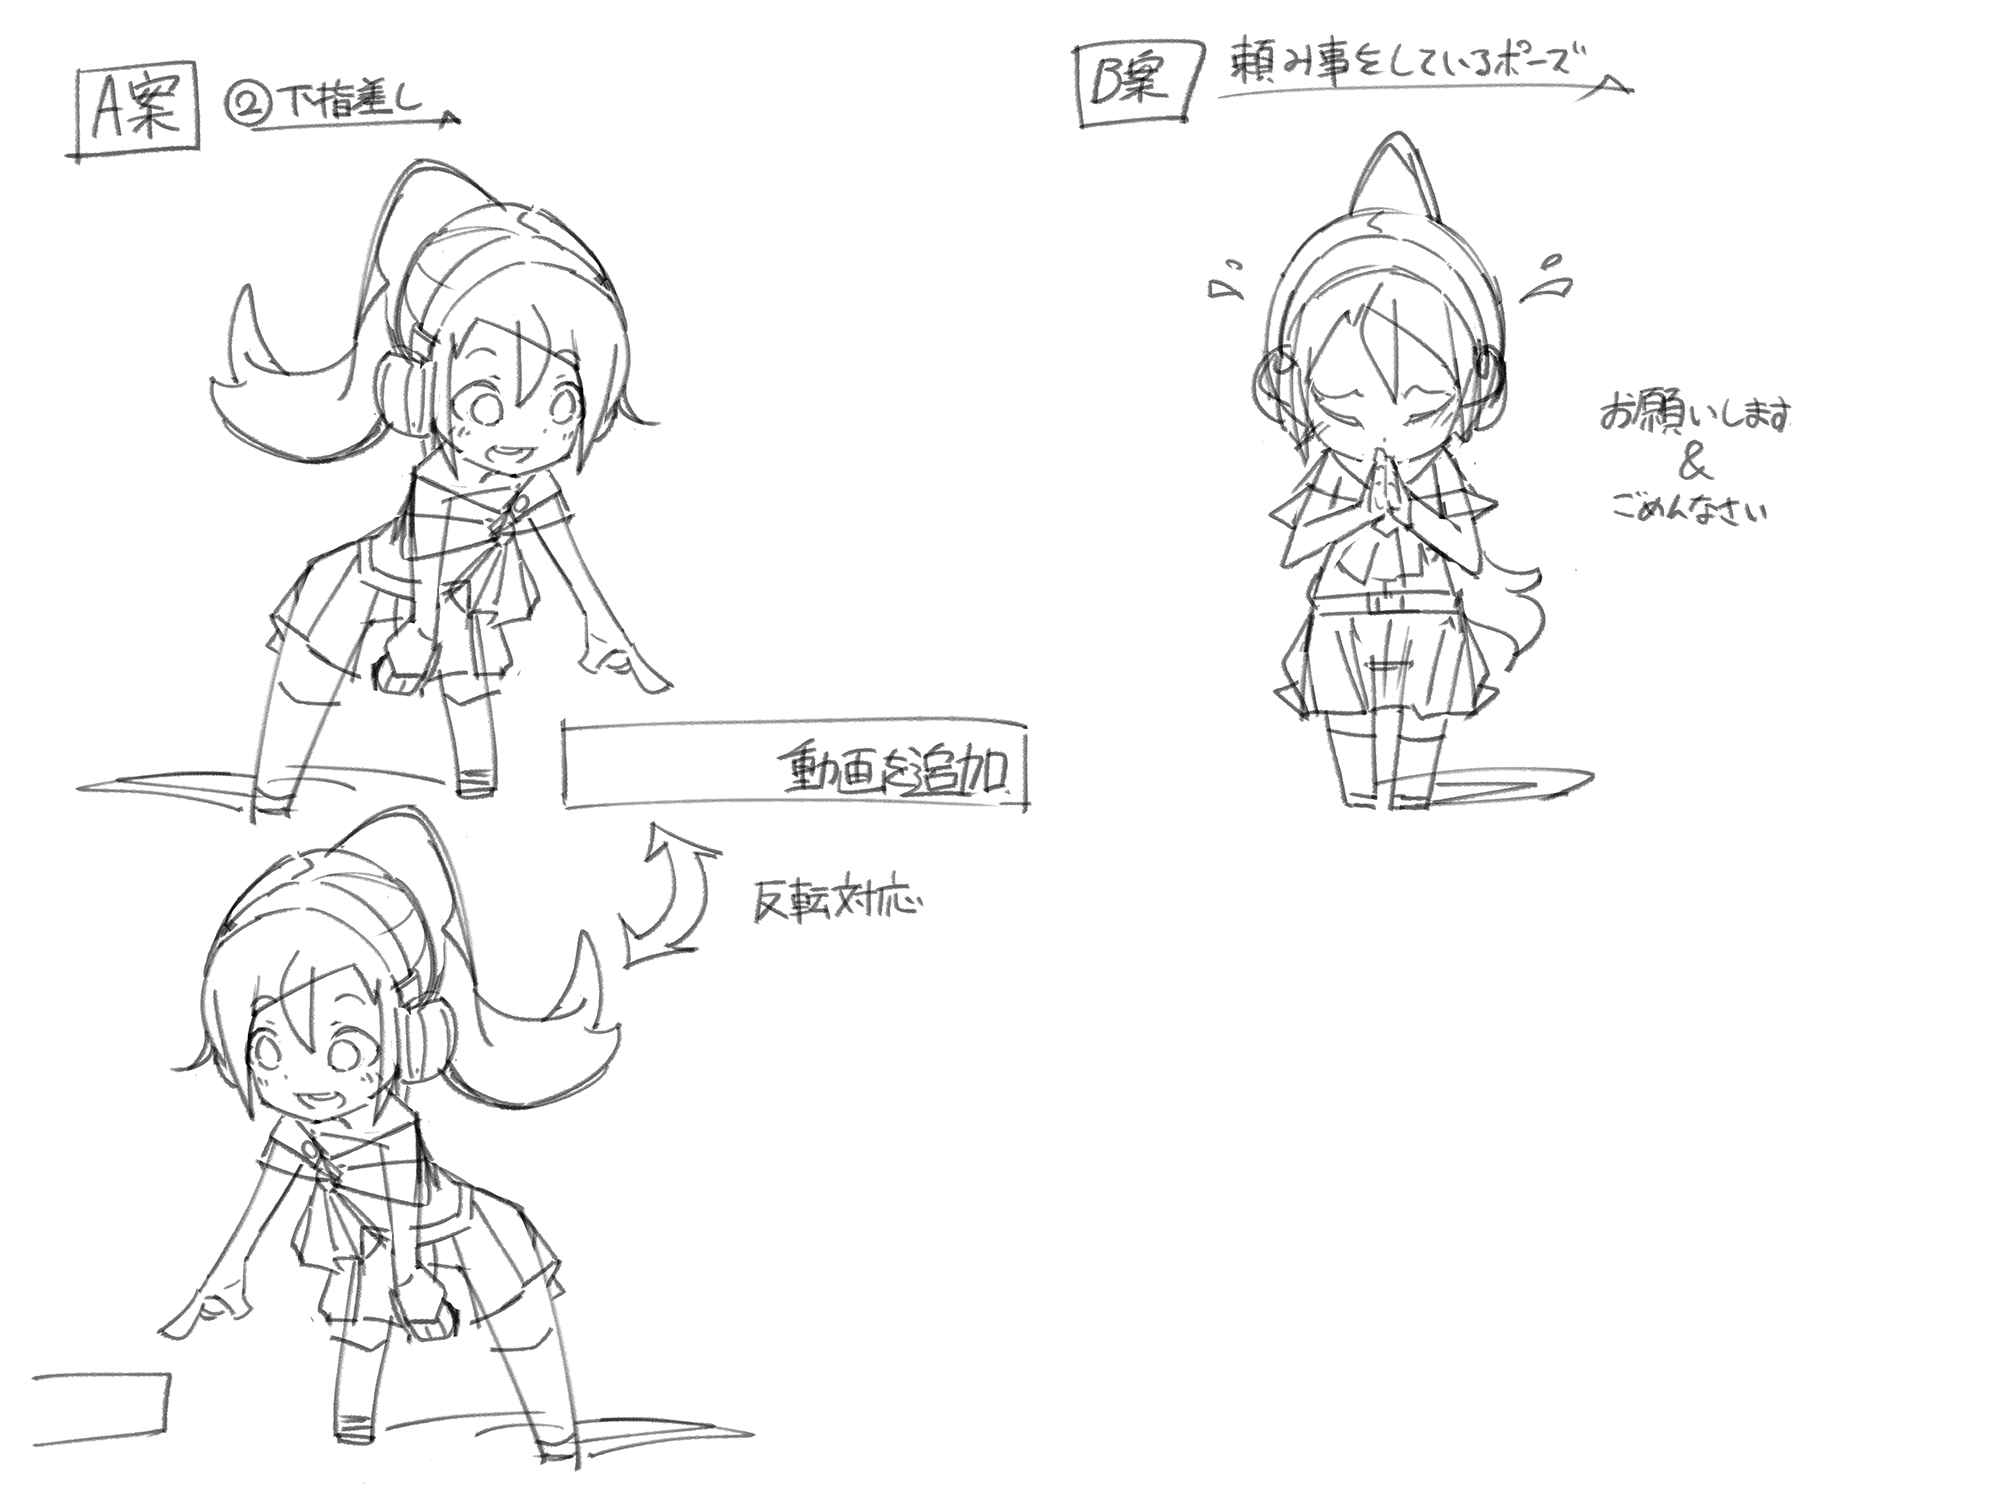 A案
②下指差し
動画を追加
反転対応
B案
頼み事をしているポーズ
お願いします
&
ごめんなさい